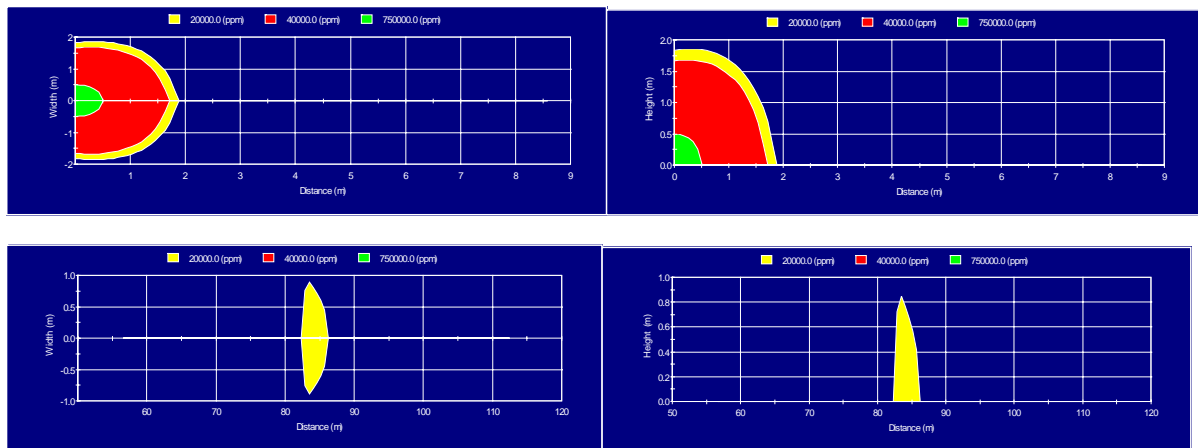 20000.0 (ppm) 40000.0 (ppm) 750000.0 (ppm)
Width (m)
2
1
0
-1
-2
1 2 3 4 5 6 7 8 9
Distance (m)
20000.0 (ppm) 40000.0 (ppm) 750000.0 (ppm)
Height (m)
2.0
1.5
1.0
0.5
0.0
0 1 2 3 4 5 6 7 8 9
Distance (m)
20000.0 (ppm) 40000.0 (ppm) 750000.0 (ppm)
Width (m)
1.0
0.5
0.0
-0.5
-1.0
60 70 80 90 100 110 120
Distance (m)
20000.0 (ppm) 40000.0 (ppm) 750000.0 (ppm)
Height (m)
1.0
0.8
0.6
0.4
0.2
0.0
50 60 70 80 90 100 110 120
Distance (m)